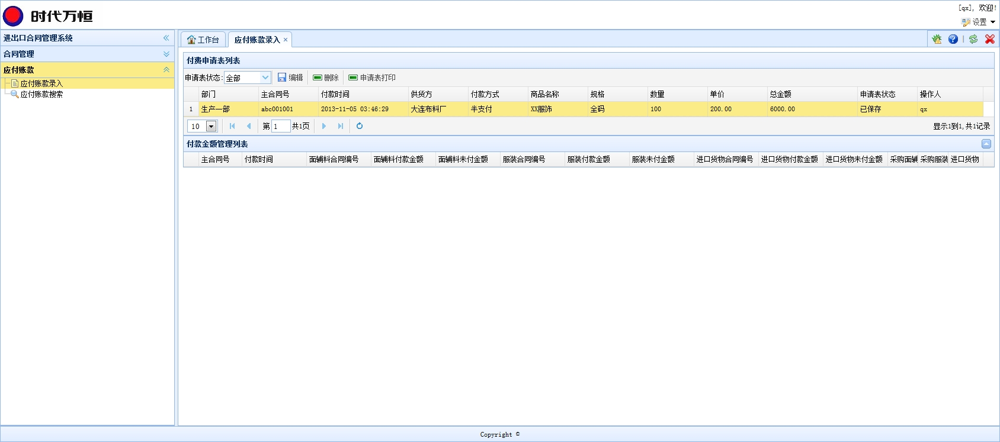 时代万恒
[qx], 欢迎!
设置
进出口合同管理系统
合同管理
应付账款
应付账款录入
应付账款搜索
工作台 应付账款录入
付费申请表列表
申请表状态: 全部 编辑 删除 申请表打印
部门 主合同号 付款时间 供货方 付款方式 商品名称 规格 数量 单价 总金额 申请表状态 操作人
1 生产一部 abc001001 2013-11-05 03:46:29 大连布料厂 半支付 XX服饰 全码 100 200.00 6000.00 已保存 qx
10 第 1 共1页 显示1到1,共1记录
付款金额管理列表
主合同号 付款时间 面辅料合同编号 面辅料付款金额 面辅料未付金额 服装合同编号 服装付款金额 服装未付金额 进口货物合同编号 进口货物付款金额 进口货物未付金额 采购面辅 采购服装 进口货物
Copyright ©